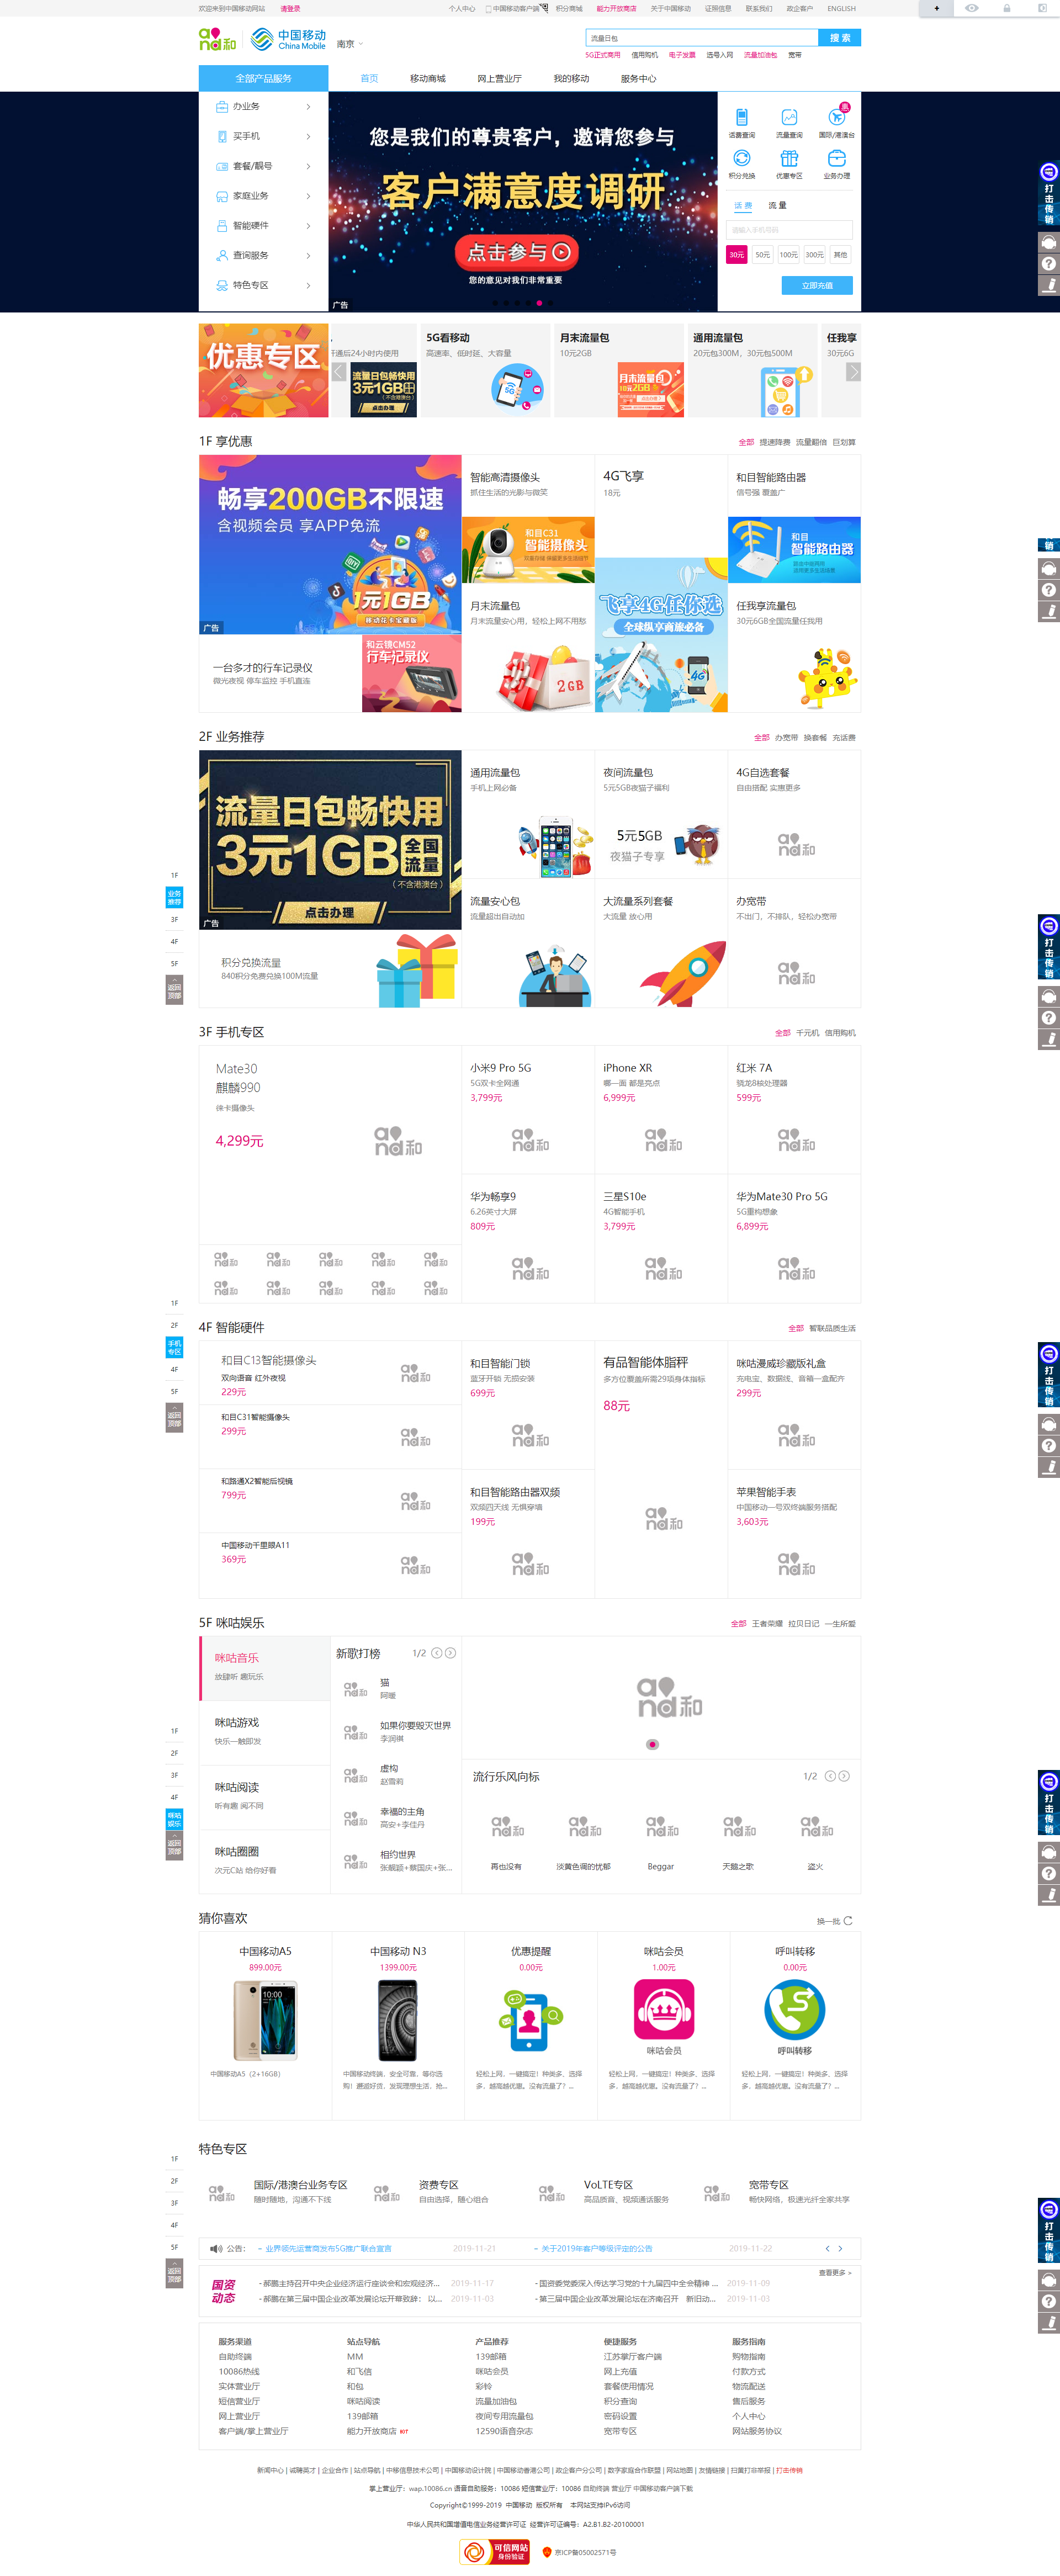 欢迎来到中国移动网站 请登录
个人中心 中国移动客户端 积分商城 能力开放商店 关于中国移动 证照信息 联系我们 政企客户 ENGLISH
and和 中国移动 China Mobile 南京
流量日包 搜 索
5G正式商用 信用购机 电子发票 选号入网 流量加油包 宽带
全部产品服务 首页 移动商城 网上营业厅 我的移动 服务中心
办业务
买手机
套餐/靓号
家庭业务
智能硬件
查询服务
特色专区
您是我们的尊贵客户，邀请您参与
客户满意度调研
点击参与
您的意见对我们非常重要
广告
话费查询 流量查询 国际/港澳台
积分兑换 优惠专区 业务办理
话 费 流 量
请输入手机号码
30元 50元 100元 300元 其他
立即充值
打击传销
优惠专区
开通后24小时内使用
流量日包畅快用
3元1GB
(不含港澳台)
点击办理
5G看移动
高速率、低时延、大容量
月末流量包
10元2GB
通用流量包
20元包300M，30元包500M
任我享
30元6G
1F 享优惠
全部 提速降费 流量翻倍 巨划算
畅享200GB不限速
含视频会员 享APP免流
1元1GB
移动花卡宝藏版
广告
一台多才的行车记录仪
微光夜视 停车监控 手机直连
和云镜CM52
行车记录仪
智能高清摄像头
抓住生活的光影与微笑
和目C31
智能摄像头
4G飞享
18元
飞享4G任你选
全球纵享商旅必备
4G
和目智能路由器
信号强 覆盖广
和目
智能路由器
月末流量包
月末流量安心用，轻松上网不用愁
2GB
任我享流量包
30元6GB全国流量任我用
2F 业务推荐
全部 办宽带 换套餐 充话费
流量日包畅快用
3元1GB全国流量
(不含港澳台)
点击办理
广告
积分兑换流量
840积分免费兑换100M流量
通用流量包
手机上网必备
夜间流量包
5元5GB夜猫子福利
5元5GB
夜猫子专享
4G自选套餐
自由搭配 实惠更多
流量安心包
流量超出自动加
大流量系列套餐
大流量 放心用
办宽带
不出门，不排队，轻松办宽带
1F
业务推荐
3F
4F
5F
3F 手机专区
全部 千元机 信用购机
Mate30
麒麟990
徕卡摄像头
4,299元
小米9 Pro 5G
5G双卡全网通
3,799元
iPhone XR
哪一面 都是亮点
6,999元
红米 7A
骁龙8核处理器
599元
华为畅享9
6.26英寸大屏
809元
三星S10e
4G智能手机
3,799元
华为Mate30 Pro 5G
5G重构想象
6,899元
1F
2F
手机专区
4F
5F
4F 智能硬件
全部 智联品质生活
和目C13智能摄像头
双向语音 红外夜视
229元
和目C31智能摄像头
299元
和路通X2智能后视镜
799元
中国移动千里眼A11
369元
和目智能门锁
蓝牙开锁 无损安装
699元
有品智能体脂秤
多方位覆盖所需29项身体指标
88元
咪咕漫威珍藏版礼盒
充电宝、数据线、音箱一盒配齐
299元
和目智能路由器双频
双频四天线 无惧穿墙
199元
苹果智能手表
中国移动一号双终端服务搭配
3,603元
5F 咪咕娱乐
全部 王者荣耀 拉贝日记 一生所爱
咪咕音乐
放肆听 趣玩乐
咪咕游戏
快乐一触即发
咪咕阅读
听有趣 阅不同
咪咕圈圈
次元C站 给你好看
新歌打榜 1/2
猫
阿暖
如果你要毁灭世界
李润祺
虚构
赵雪莉
幸福的主角
高安+李佳丹
相约世界
张靓颖+蔡国庆+张...
流行乐风向标 1/2
再也没有 淡黄色调的忧郁 Beggar 天籁之歌 盗火
1F
2F
3F
4F
咪咕娱乐
猜你喜欢
换一批
中国移动A5
899.00元
中国移动A5（2+16GB）
中国移动 N3
1399.00元
中国移动终端，安全可靠，等你选
购！邂逅好货，发现理想生活，抢...
优惠提醒
0.00元
轻松上网，一键搞定！种类多，选择
多，越高越优惠。没有流量了？...
咪咕会员
1.00元
咪咕会员
轻松上网，一键搞定！种类多，选择
多，越高越优惠。没有流量了？...
呼叫转移
0.00元
呼叫转移
轻松上网，一键搞定！种类多，选择
多，越高越优惠。没有流量了？...
特色专区
国际/港澳台业务专区
随时随地，沟通不下线
资费专区
自由选择，随心组合
VoLTE专区
高品质音、视频通话服务
宽带专区
畅快网络，极速光纤全家共享
1F
2F
3F
4F
5F
公告： - 业界领先运营商发布5G推广联合宣言 2019-11-21 - 关于2019年客户等级评定的公告 2019-11-22
国资动态
查看更多 >
- 郝鹏主持召开中央企业经济运行座谈会和宏观经济... 2019-11-17 - 国资委党委深入传达学习党的十九届四中全会精神 ... 2019-11-09
- 郝鹏在第三届中国企业改革发展论坛开幕致辞： 以... 2019-11-03 - 第三届中国企业改革发展论坛在济南召开 新旧动... 2019-11-03
服务渠道 站点导航 产品推荐 便捷服务 服务指南
自助终端 MM 139邮箱 江苏掌厅客户端 购物指南
10086热线 和飞信 咪咕会员 网上充值 付款方式
实体营业厅 和包 彩铃 套餐使用情况 物流配送
短信营业厅 咪咕阅读 流量加油包 积分查询 售后服务
网上营业厅 139邮箱 夜间专用流量包 密码设置 个人中心
客户端/掌上营业厅 能力开放商店 HOT 12590语音杂志 宽带专区 网站服务协议
新闻中心 | 诚聘英才 | 企业合作 | 站点导航 | 中移信息技术公司 | 中国移动设计院 | 中国移动香港公司 | 政企客户分公司 | 数字家庭合作联盟 | 网站地图 | 友情链接 | 扫黄打非举报 | 打击传销
掌上营业厅：wap.10086.cn 语音自助服务：10086 短信营业厅：10086 自助终端 营业厅 中国移动客户端下载
Copyright©1999-2019 中国移动 版权所有 本网站支持IPv6访问
中华人民共和国增值电信业务经营许可证 经营许可证编号：A2.B1.B2-20100001
可信网站 身份验证 京ICP备05002571号